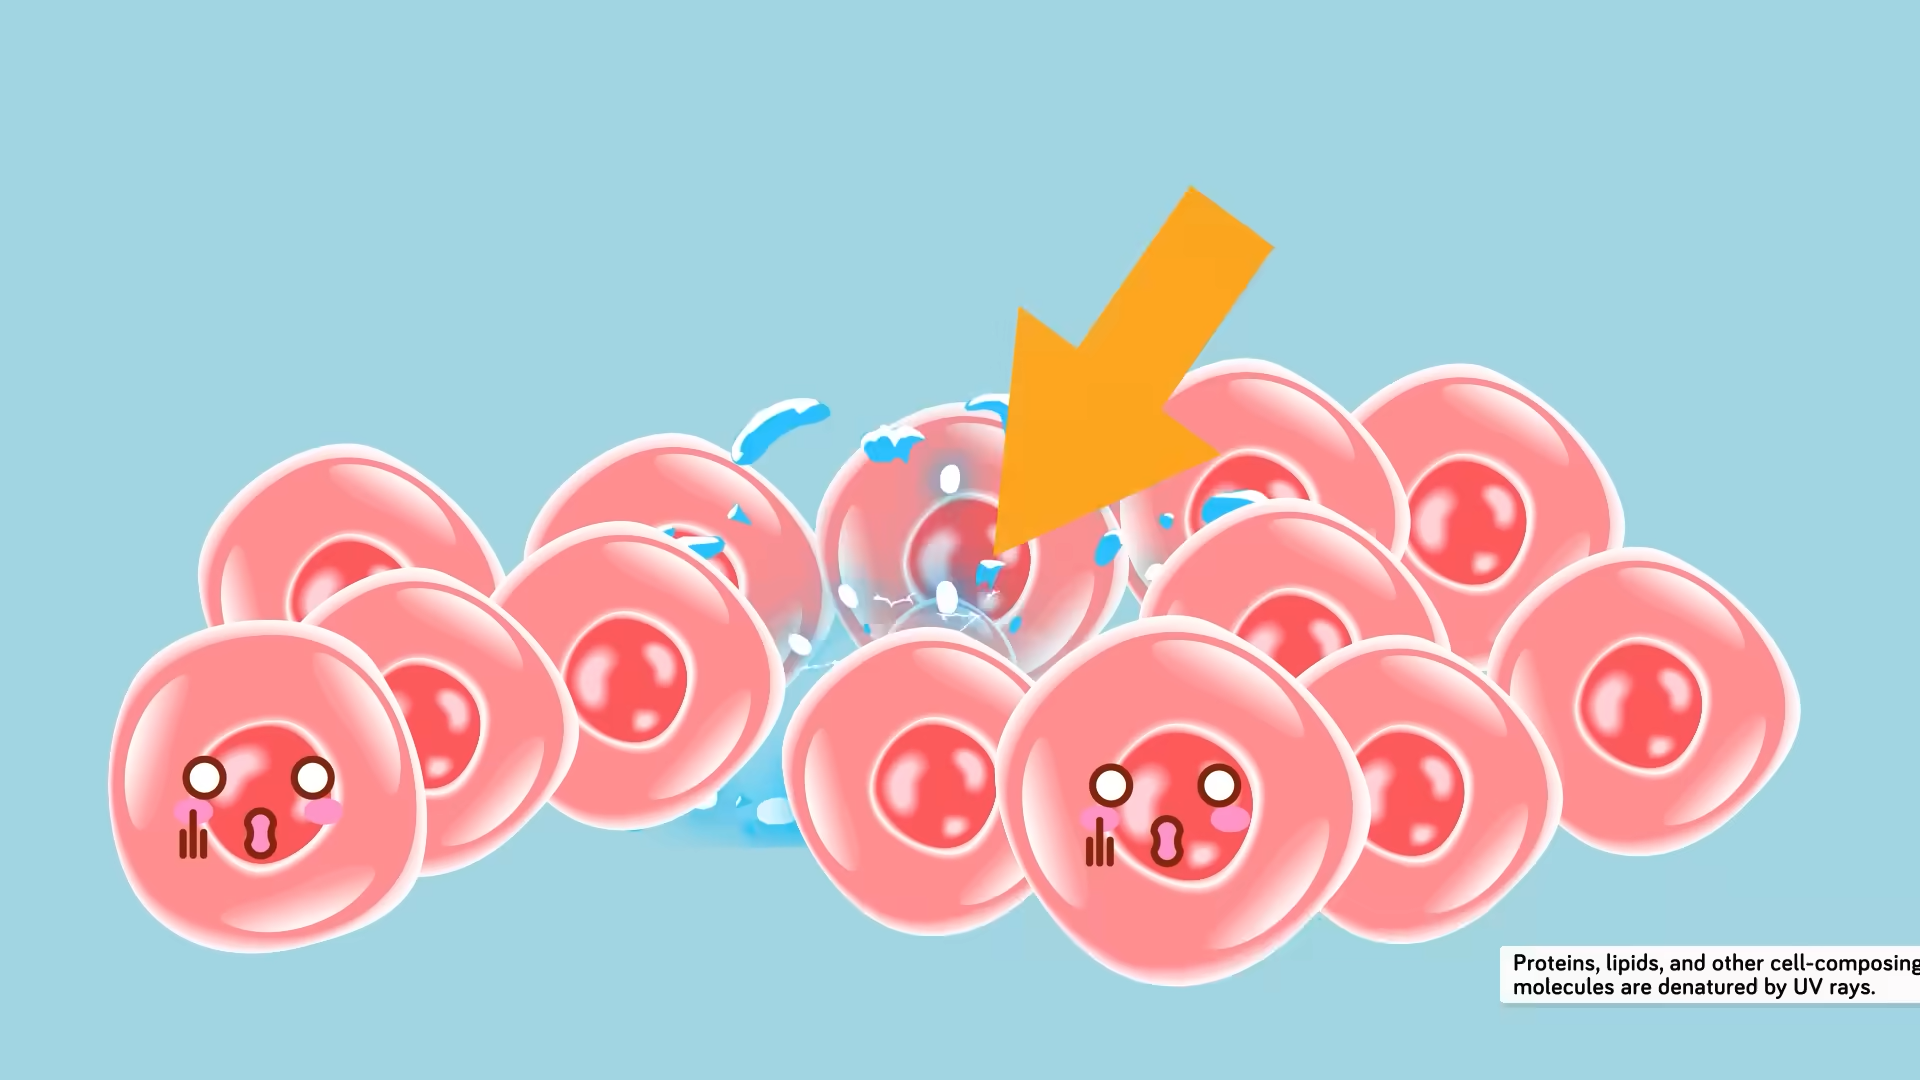 Proteins, lipids, and other cell-composing
molecules are denatured by UV rays.